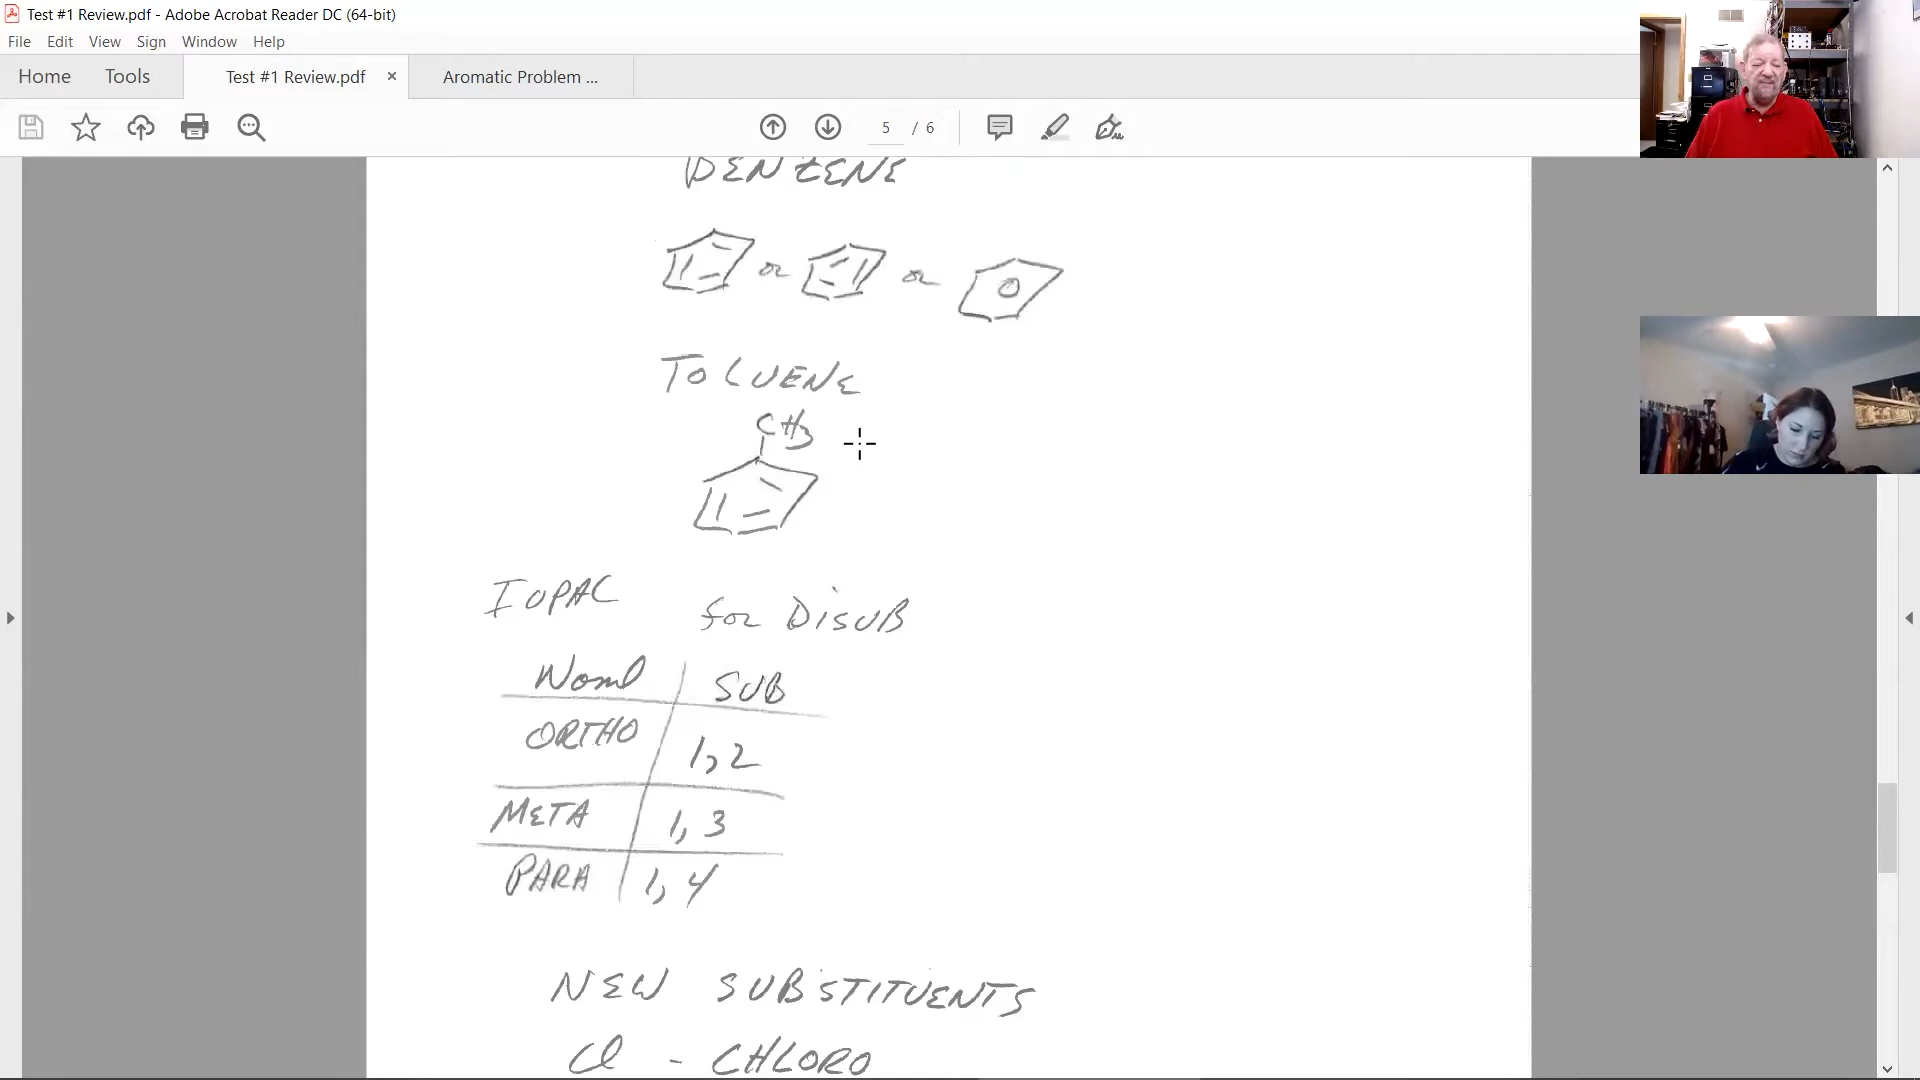 Test #1 Review.pdf - Adobe Acrobat Reader DC (64-bit)
File Edit View Sign Window Help
Home Tools Test #1 Review.pdf × Aromatic Problem ...
5 / 6
BENZENE
or or
TOLUENE
CH3
IUPAC for DISUB
Noml SUB
ORTHO 1,2
META 1,3
PARA 1,4
NEW SUBSTITUENTS
Cl - CHLORO